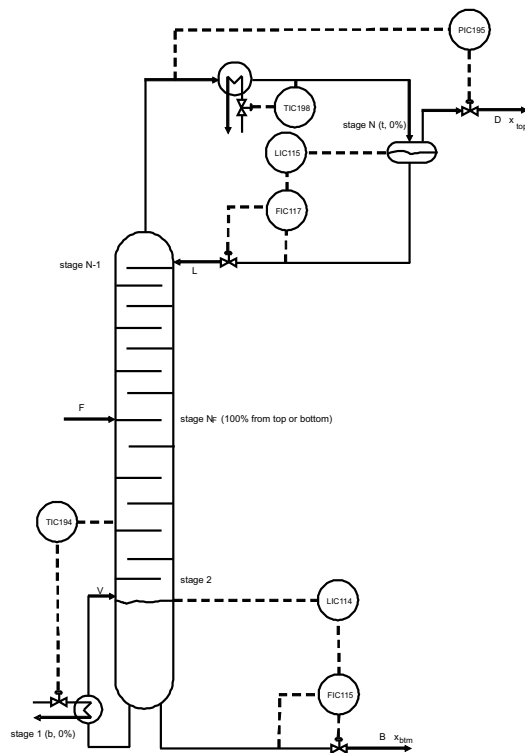 PIC195
TIC198
stage N (t, 0%)
D x top
LIC115
FIC117
stage N-1
L
F
stage NF (100% from top or bottom)
TIC194
stage 2
V
LIC114
FIC115
stage 1 (b, 0%)
B x btm